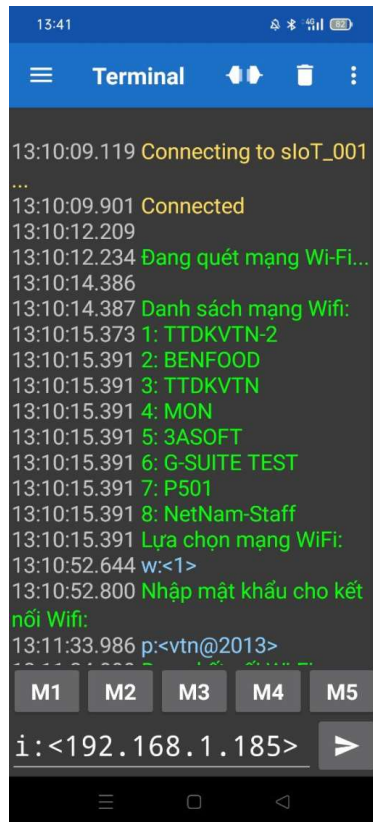 13:41 4G 82
Terminal
13:10:09.119 Connecting to sIoT_001
...
13:10:09.901 Connected
13:10:12.209
13:10:12.234 Đang quét mạng Wi-Fi...
13:10:14.386
13:10:14.387 Danh sách mạng Wifi:
13:10:15.373 1: TTDKVTN-2
13:10:15.391 2: BENFOOD
13:10:15.391 3: TTDKVTN
13:10:15.391 4: MON
13:10:15.391 5: 3ASOFT
13:10:15.391 6: G-SUITE TEST
13:10:15.391 7: P501
13:10:15.391 8: NetNam-Staff
13:10:15.391 Lựa chọn mạng WiFi:
13:10:52.644 w:<1>
13:10:52.800 Nhập mật khẩu cho kết
nối Wifi:
13:11:33.986 p:<vtn@2013>
M1 M2 M3 M4 M5
i:<192.168.1.185>